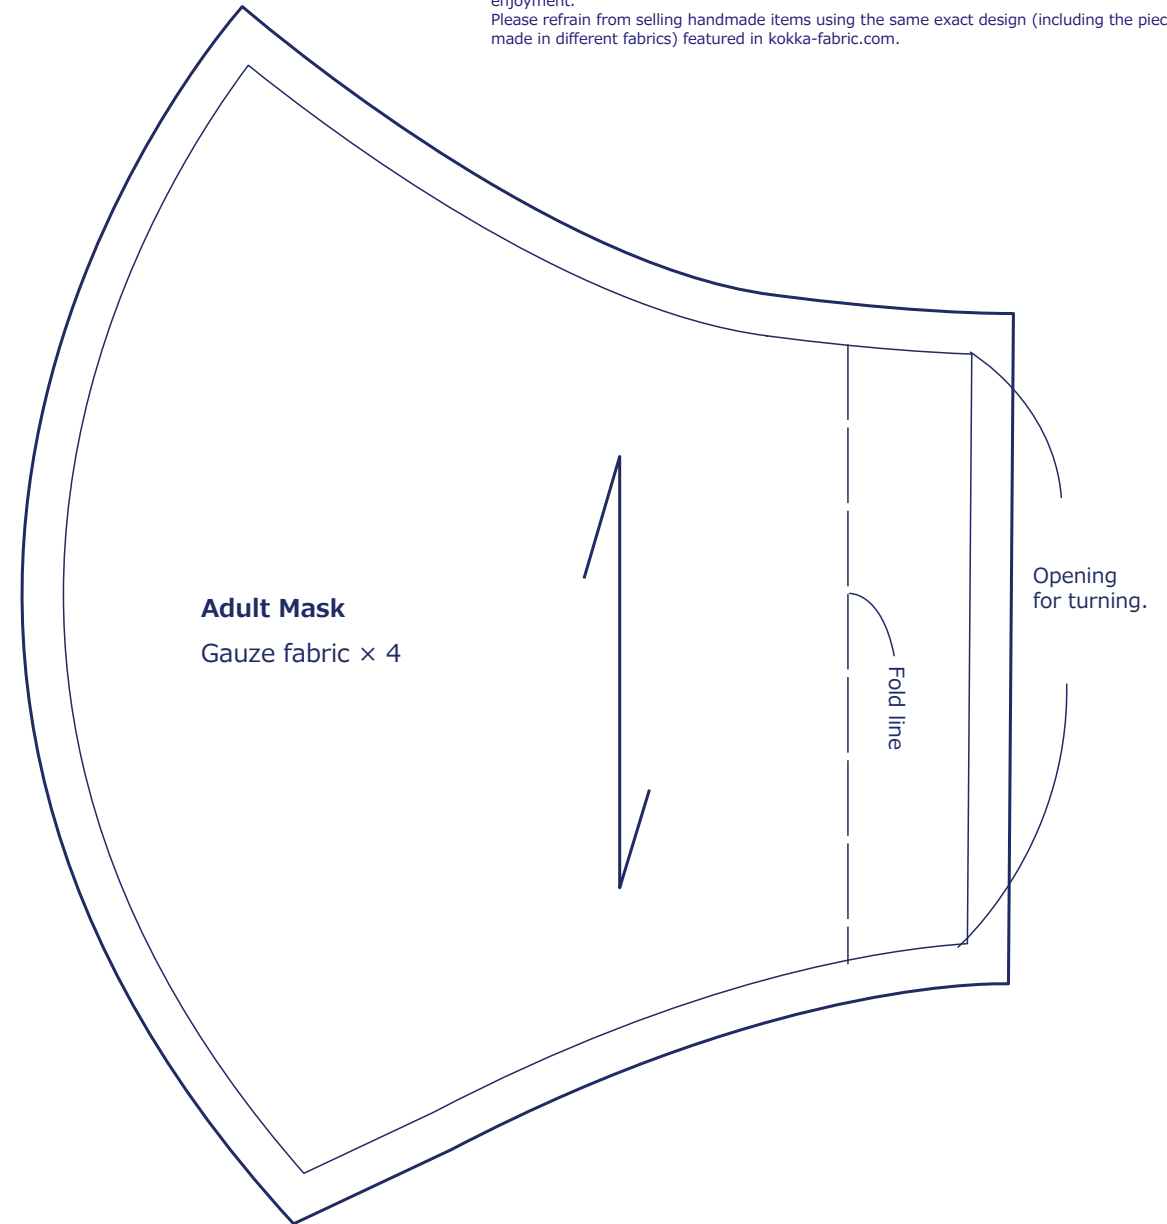 enjoyment.
Please refrain from selling handmade items using the same exact design (including the
made in different fabrics) featured in kokka-fabric.com.
Adult Mask
Gauze fabric × 4
Opening
for turning.
Fold line